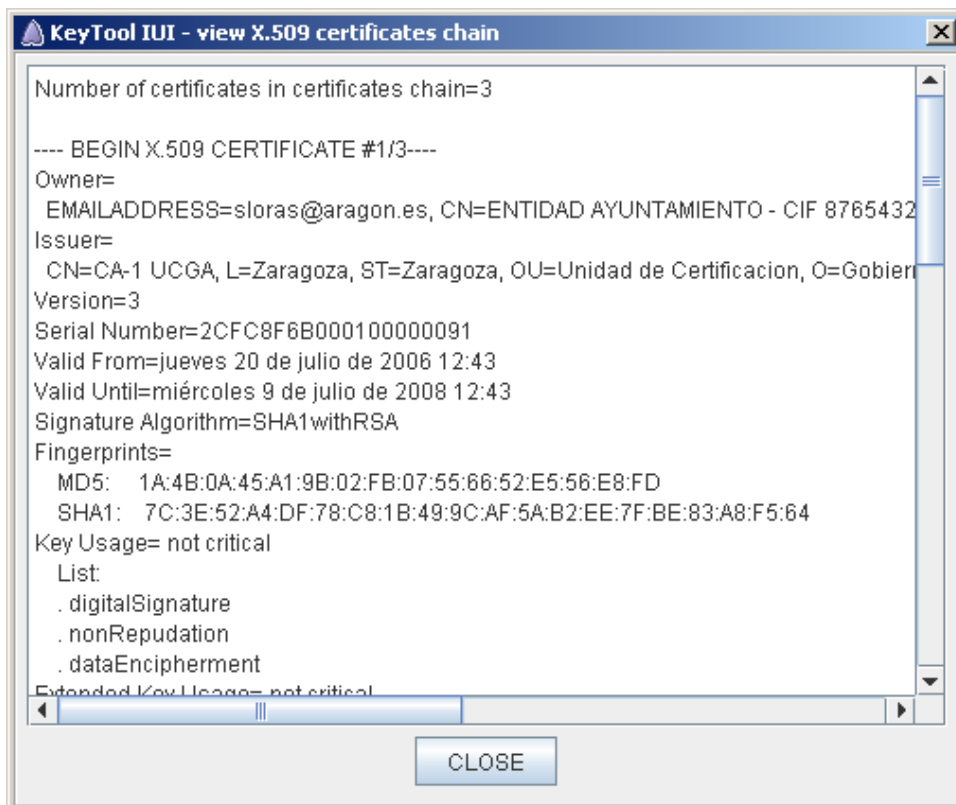 KeyTool IUI - view X.509 certificates chain
Number of certificates in certificates chain=3
---- BEGIN X.509 CERTIFICATE #1/3----
Owner=
EMAILADDRESS=sloras@aragon.es, CN=ENTIDAD AYUNTAMIENTO - CIF 8765432
Issuer=
CN=CA-1 UCGA, L=Zaragoza, ST=Zaragoza, OU=Unidad de Certificacion, O=Gobiern
Version=3
Serial Number=2CFC8F6B000100000091
Valid From=jueves 20 de julio de 2006 12:43
Valid Until=miércoles 9 de julio de 2008 12:43
Signature Algorithm=SHA1withRSA
Fingerprints=
MD5: 1A:4B:0A:45:A1:9B:02:FB:07:55:66:52:E5:56:E8:FD
SHA1: 7C:3E:52:A4:DF:78:C8:1B:49:9C:AF:5A:B2:EE:7F:BE:83:A8:F5:64
Key Usage= not critical
List:
. digitalSignature
. nonRepudation
. dataEncipherment
Extended Key Usage= not critical
CLOSE